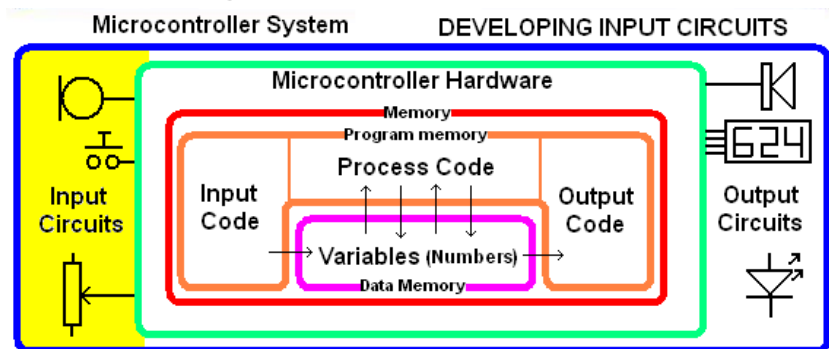 Microcontroller System
DEVELOPING INPUT CIRCUITS
Microcontroller Hardware
Memory
Program memory
Process Code
624
Input
Circuits
Input
Code
Output
Code
Output
Circuits
Variables (Numbers)
Data Memory